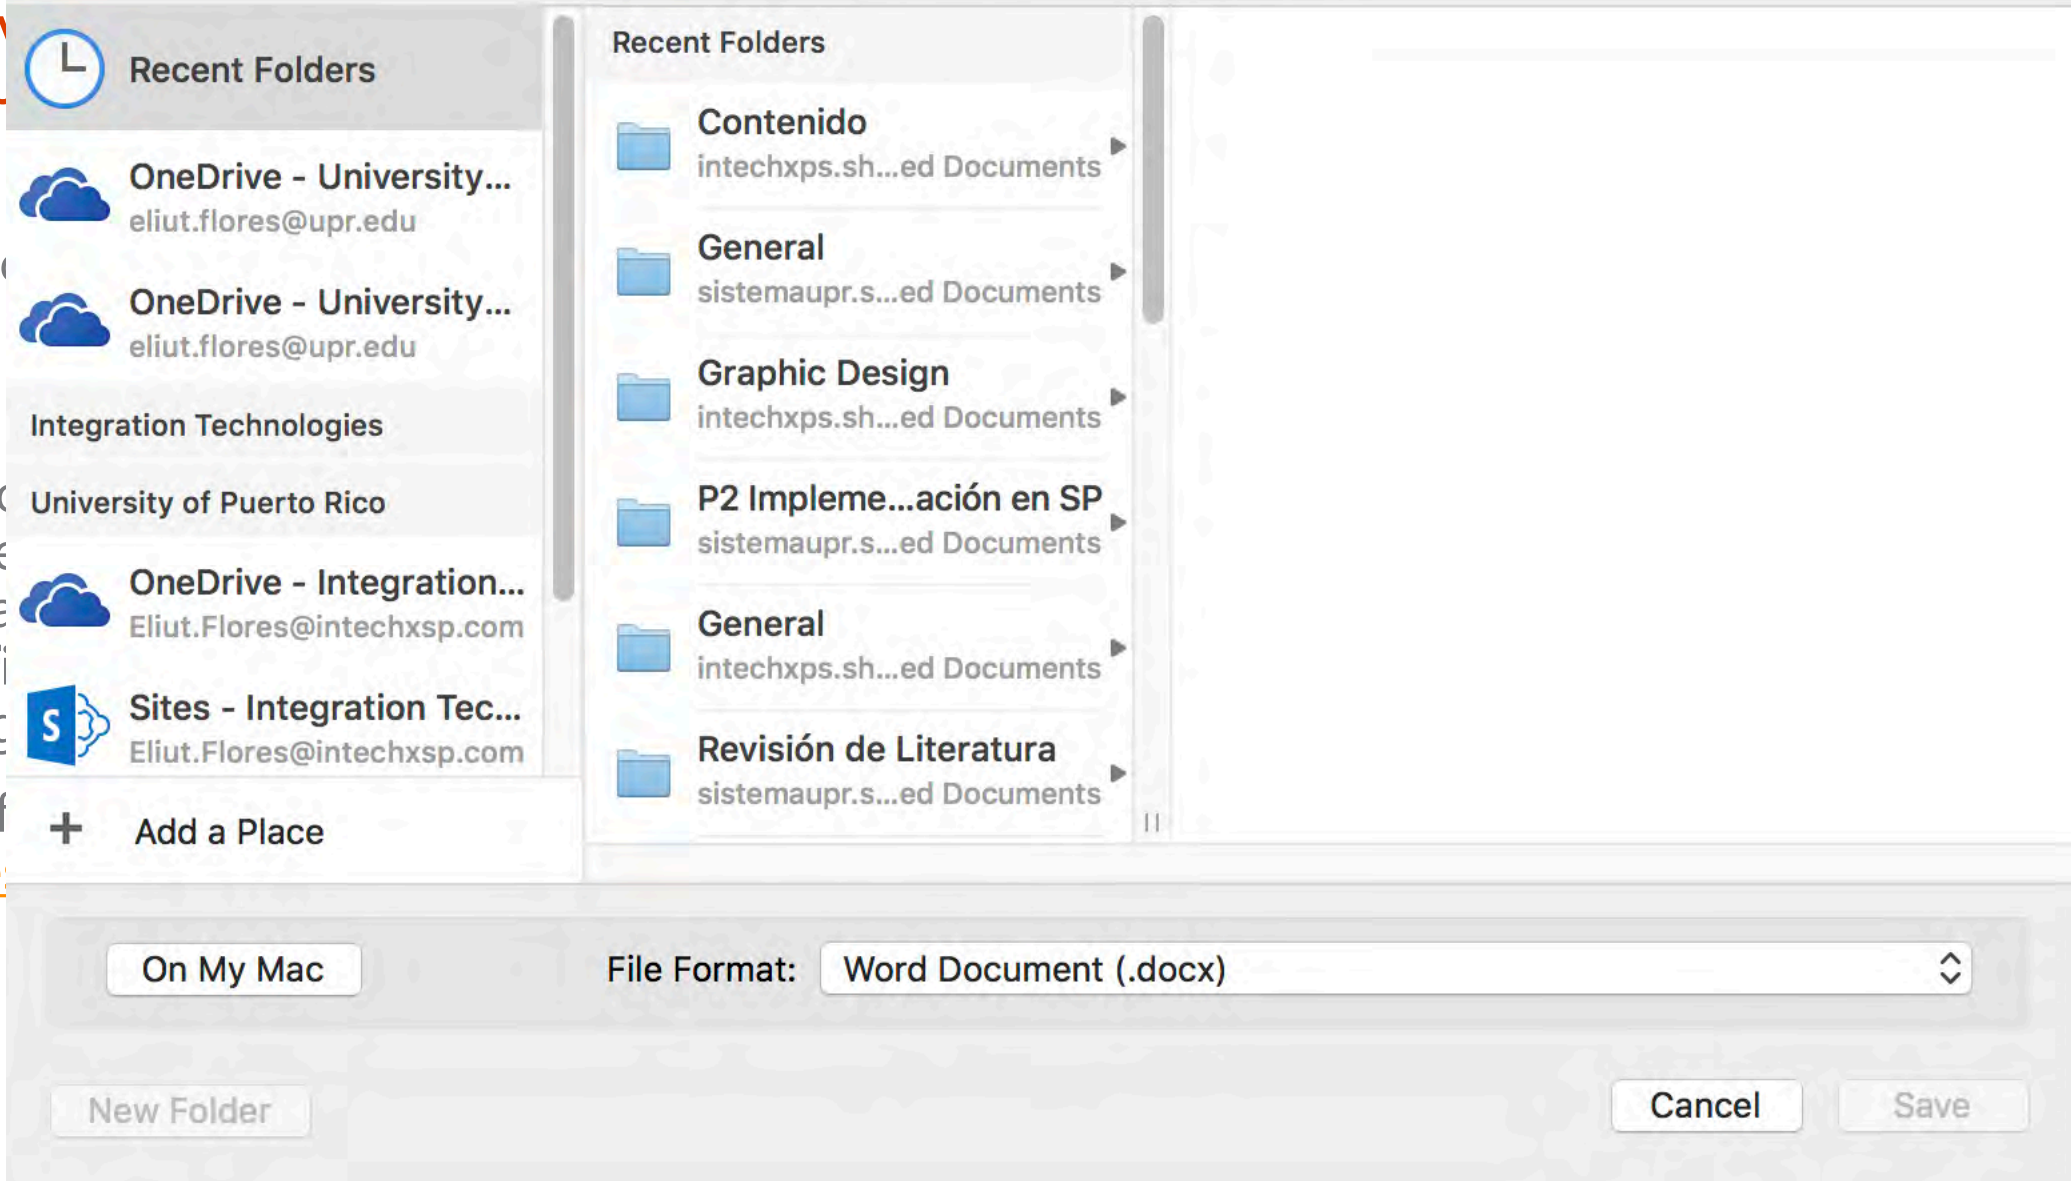 Recent Folders
OneDrive - University...
eliut.flores@upr.edu
OneDrive - University...
eliut.flores@upr.edu
Integration Technologies
University of Puerto Rico
OneDrive - Integration...
Eliut.Flores@intechxsp.com
Sites - Integration Tec...
Eliut.Flores@intechxsp.com
+ Add a Place
Recent Folders
Contenido
intechxps.sh...ed Documents
General
sistemaupr.s...ed Documents
Graphic Design
intechxps.sh...ed Documents
P2 Impleme...ación en SP
sistemaupr.s...ed Documents
General
intechxps.sh...ed Documents
Revisión de Literatura
sistemaupr.s...ed Documents
On My Mac
File Format: Word Document (.docx)
New Folder
Cancel
Save